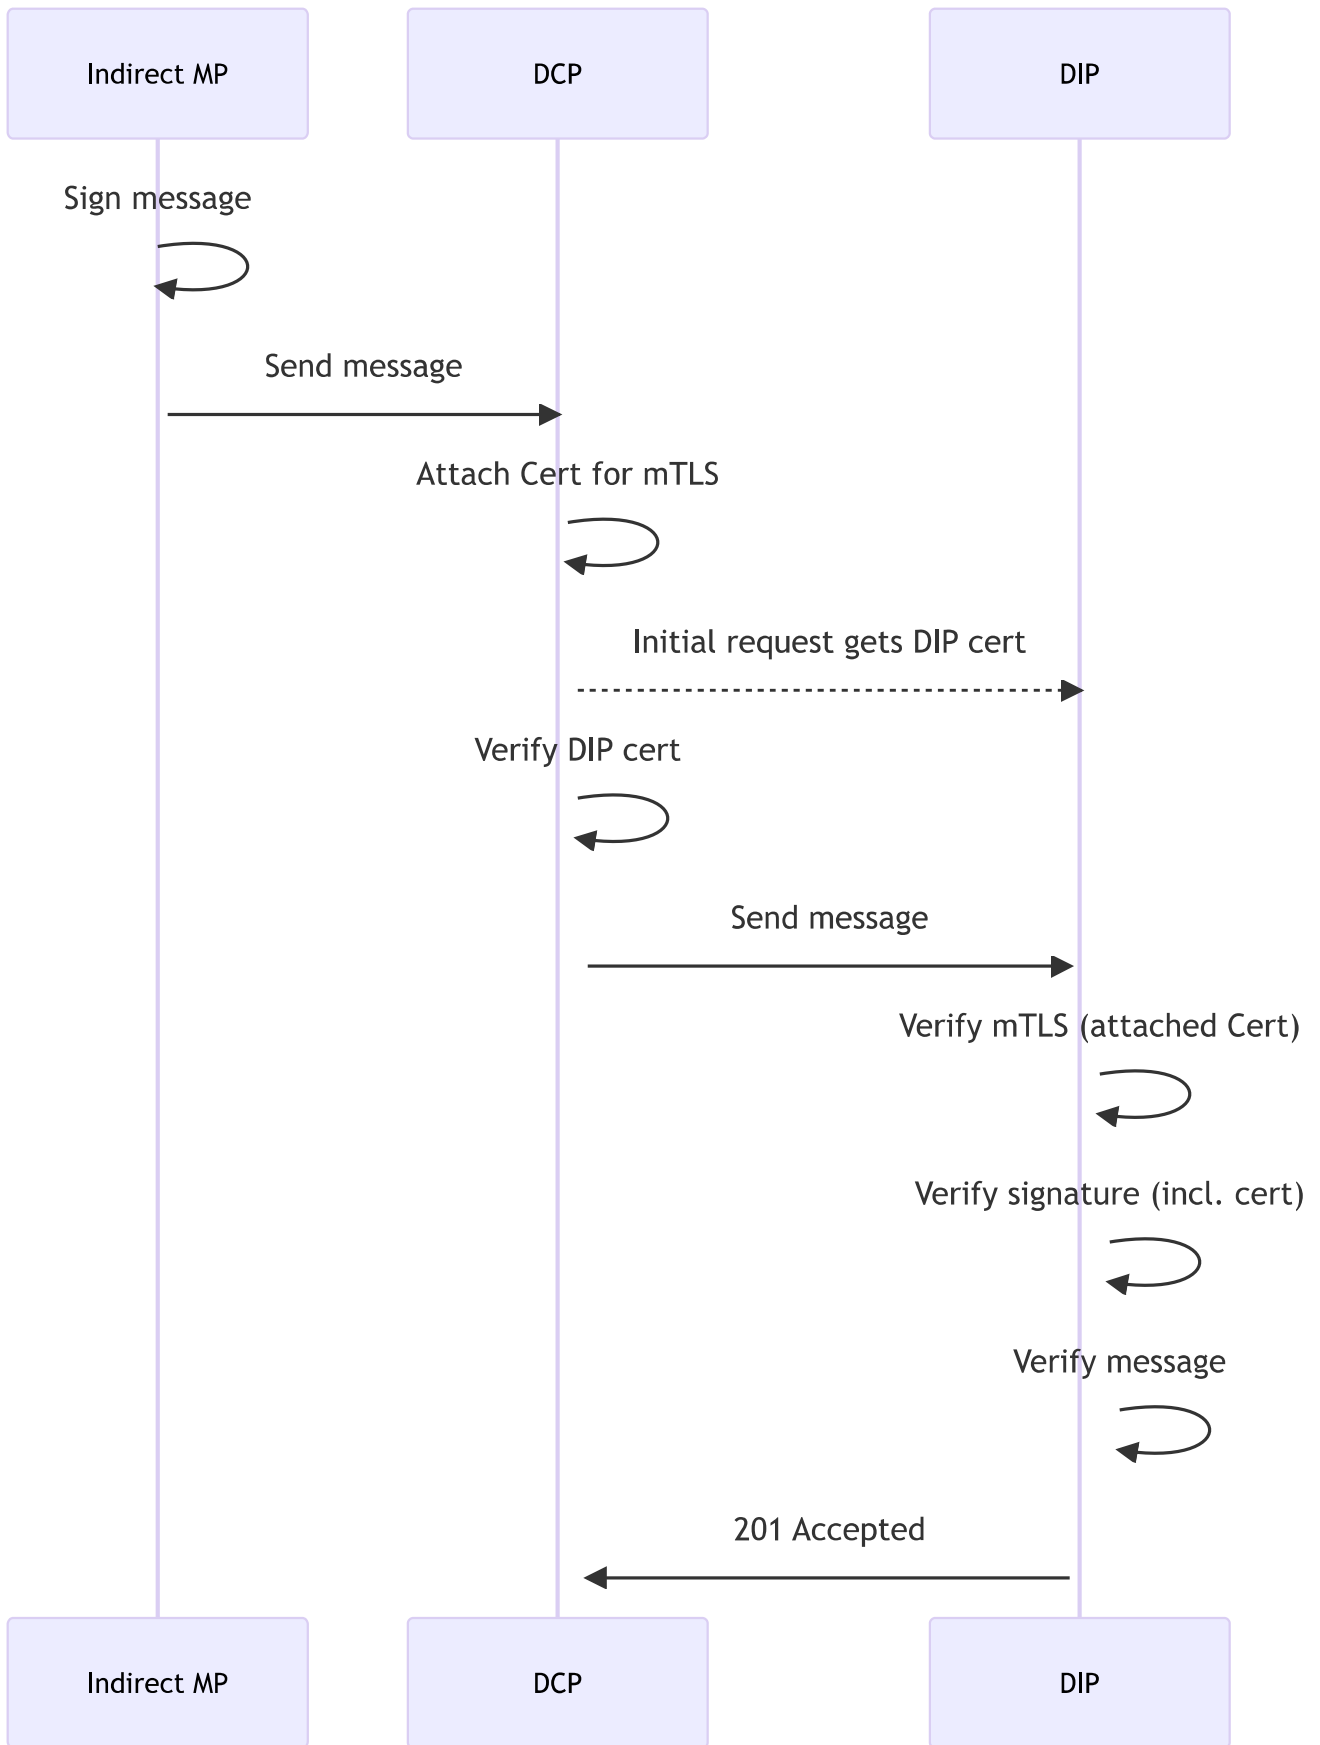 Indirect MP
DCP
DIP
Sign message
Send message
Attach Cert for mTLS
Initial request gets DIP cert
Verify DIP cert
Send message
Verify mTLS (attached Cert)
Verify signature (incl. cert)
Verify message
201 Accepted
Indirect MP
DCP
DIP